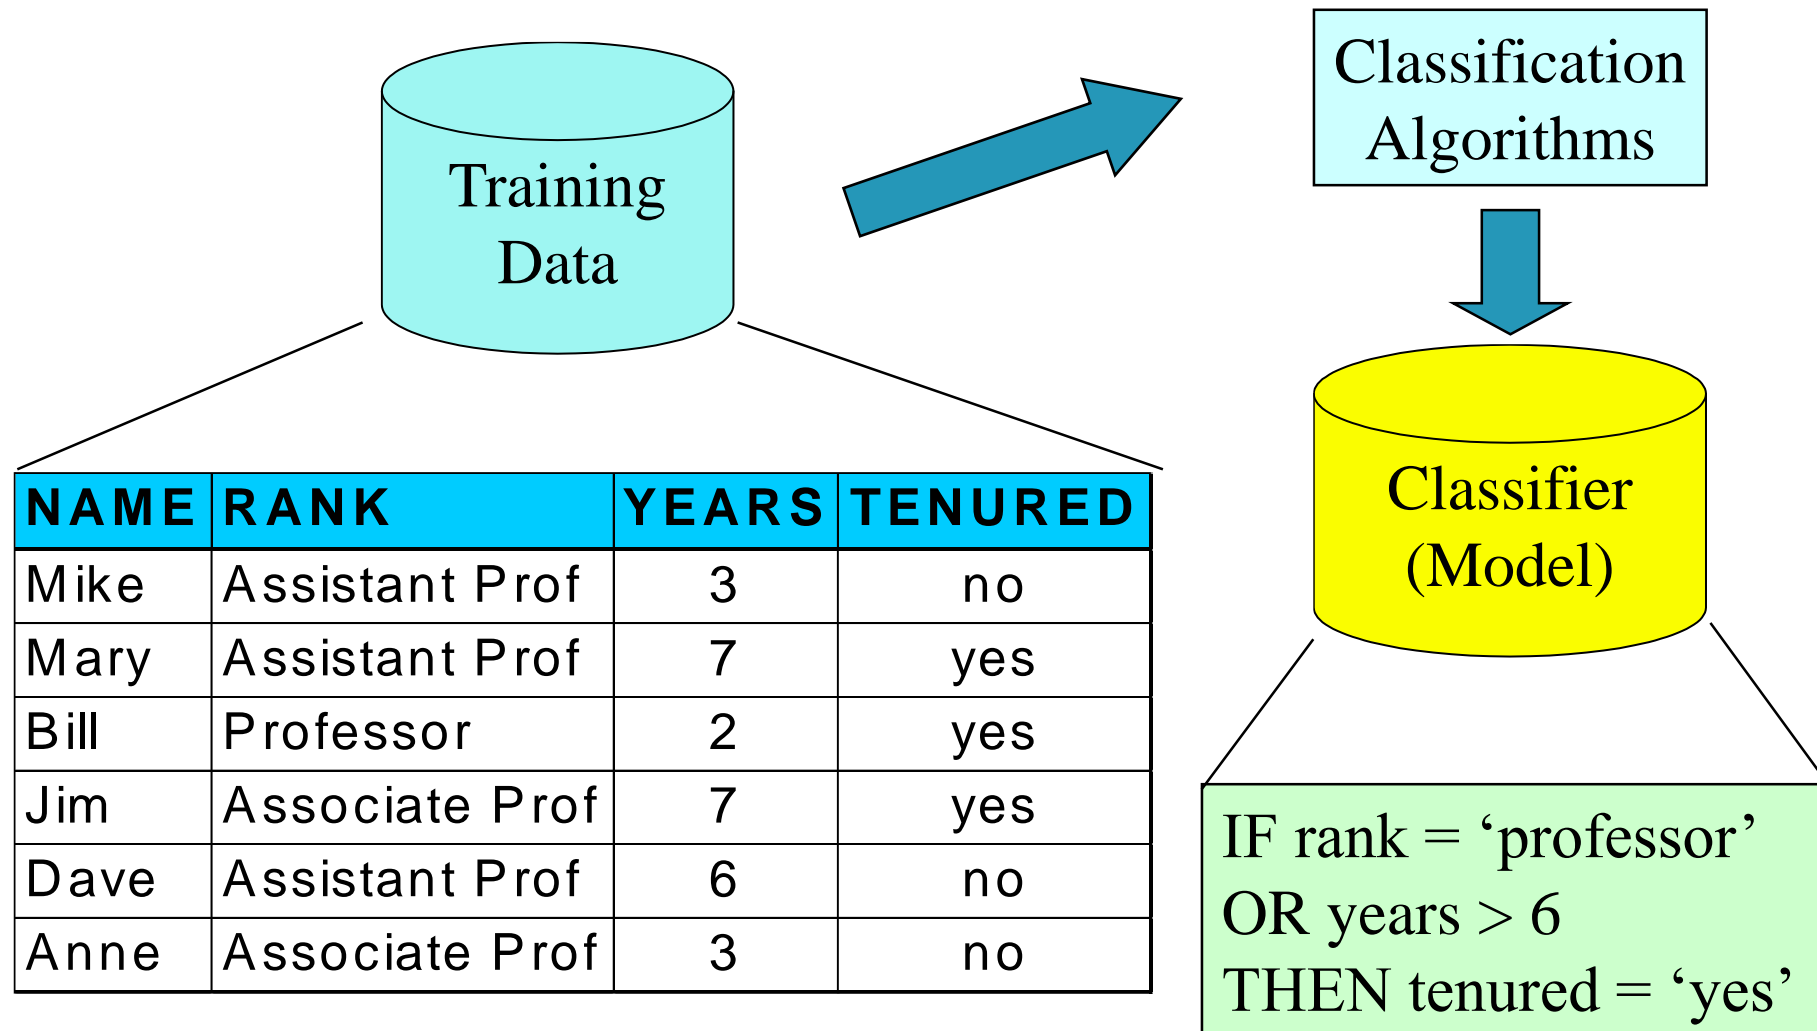 Training
Data
Classification
Algorithms
Classifier
(Model)
NAME RANK YEARS TENURED
Mike Assistant Prof 3 no
Mary Assistant Prof 7 yes
Bill Professor 2 yes
Jim Associate Prof 7 yes
Dave Assistant Prof 6 no
Anne Associate Prof 3 no
IF rank = ‘professor’
OR years > 6
THEN tenured = ‘yes’